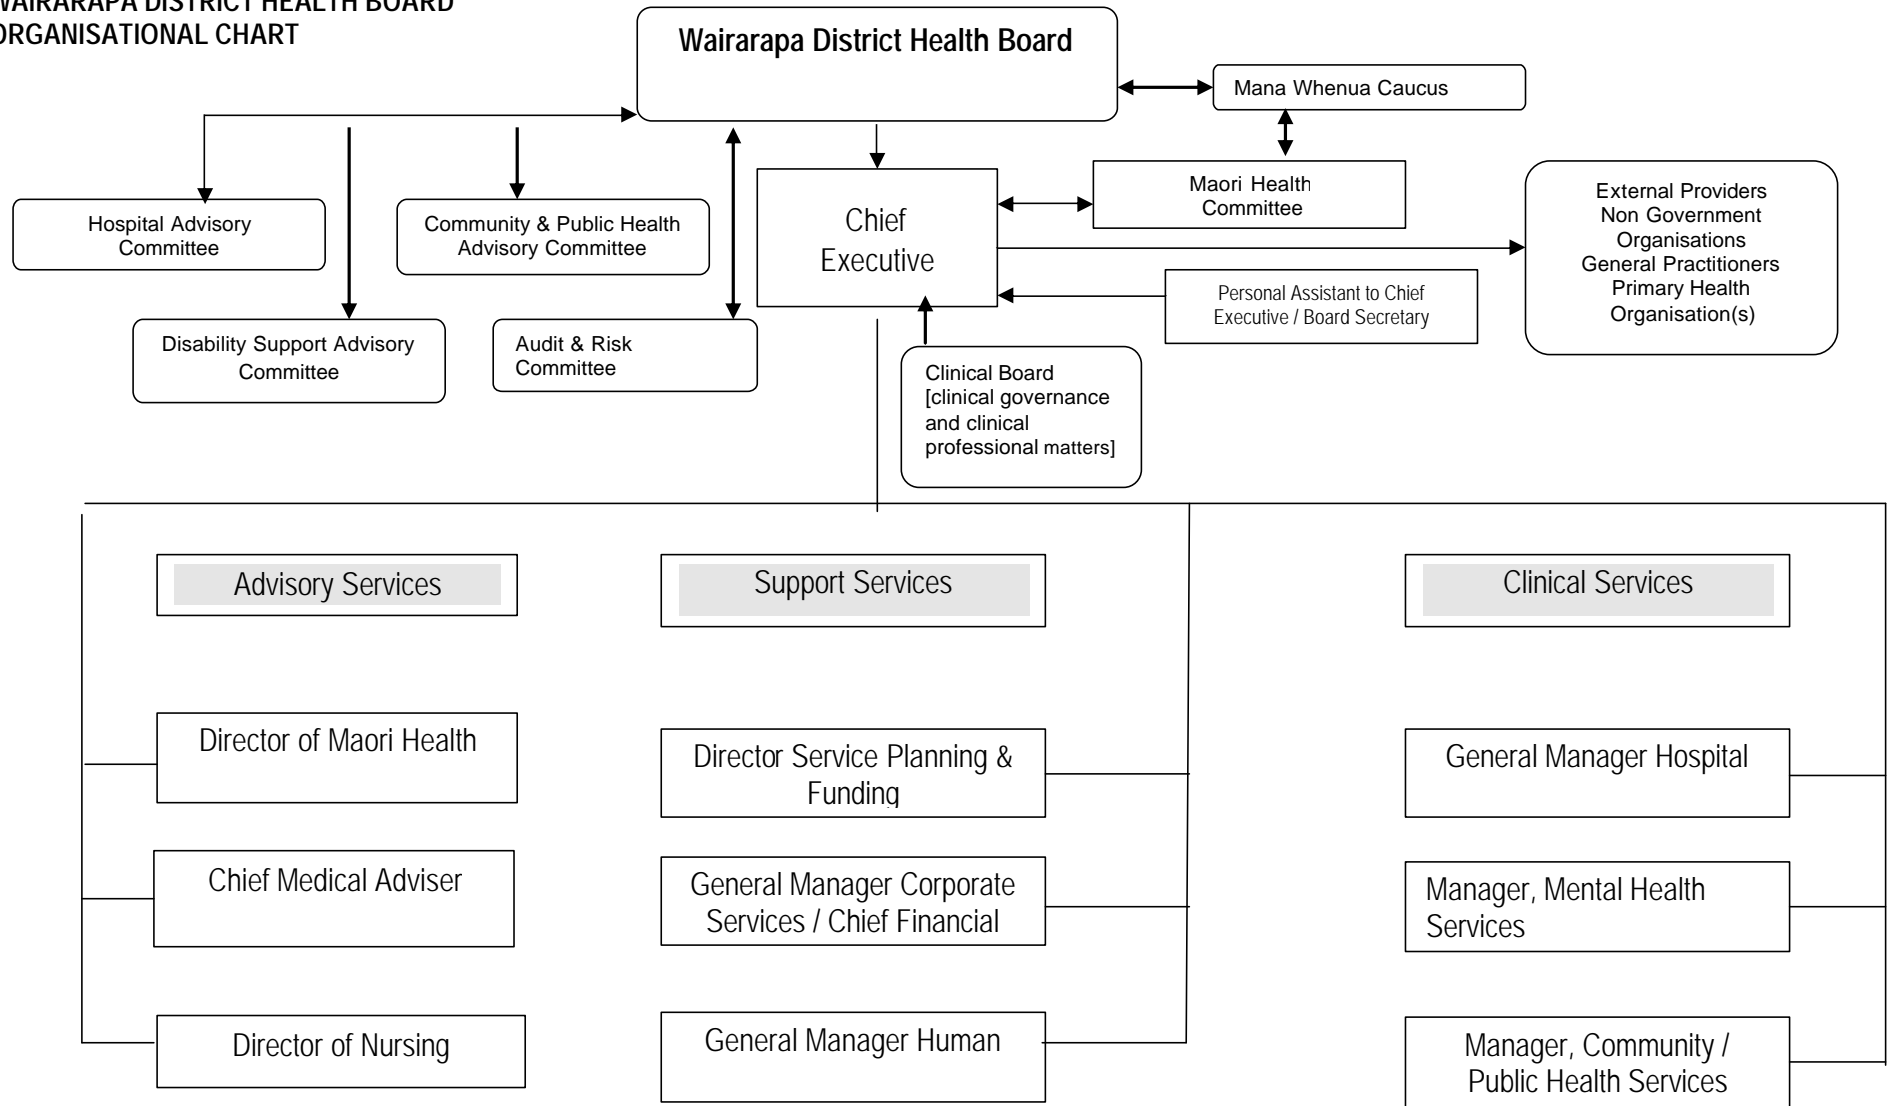 WAIRARAPA DISTRICT HEALTH BOARD
ORGANISATIONAL CHART
Wairarapa District Health Board
Mana Whenua Caucus
Maori Health
Committee
External Providers
Non Government
Organisations
General Practitioners
Primary Health
Organisation(s)
Hospital Advisory
Committee
Community & Public Health
Advisory Committee
Chief
Executive
Personal Assistant to Chief
Executive / Board Secretary
Disability Support Advisory
Committee
Audit & Risk
Committee
Clinical Board
[clinical governance
and clinical
professional matters]
Advisory Services
Support Services
Clinical Services
Director of Maori Health
Director Service Planning &
Funding
General Manager Hospital
Chief Medical Adviser
General Manager Corporate
Services / Chief Financial
Manager, Mental Health
Services
Director of Nursing
General Manager Human
Manager, Community /
Public Health Services